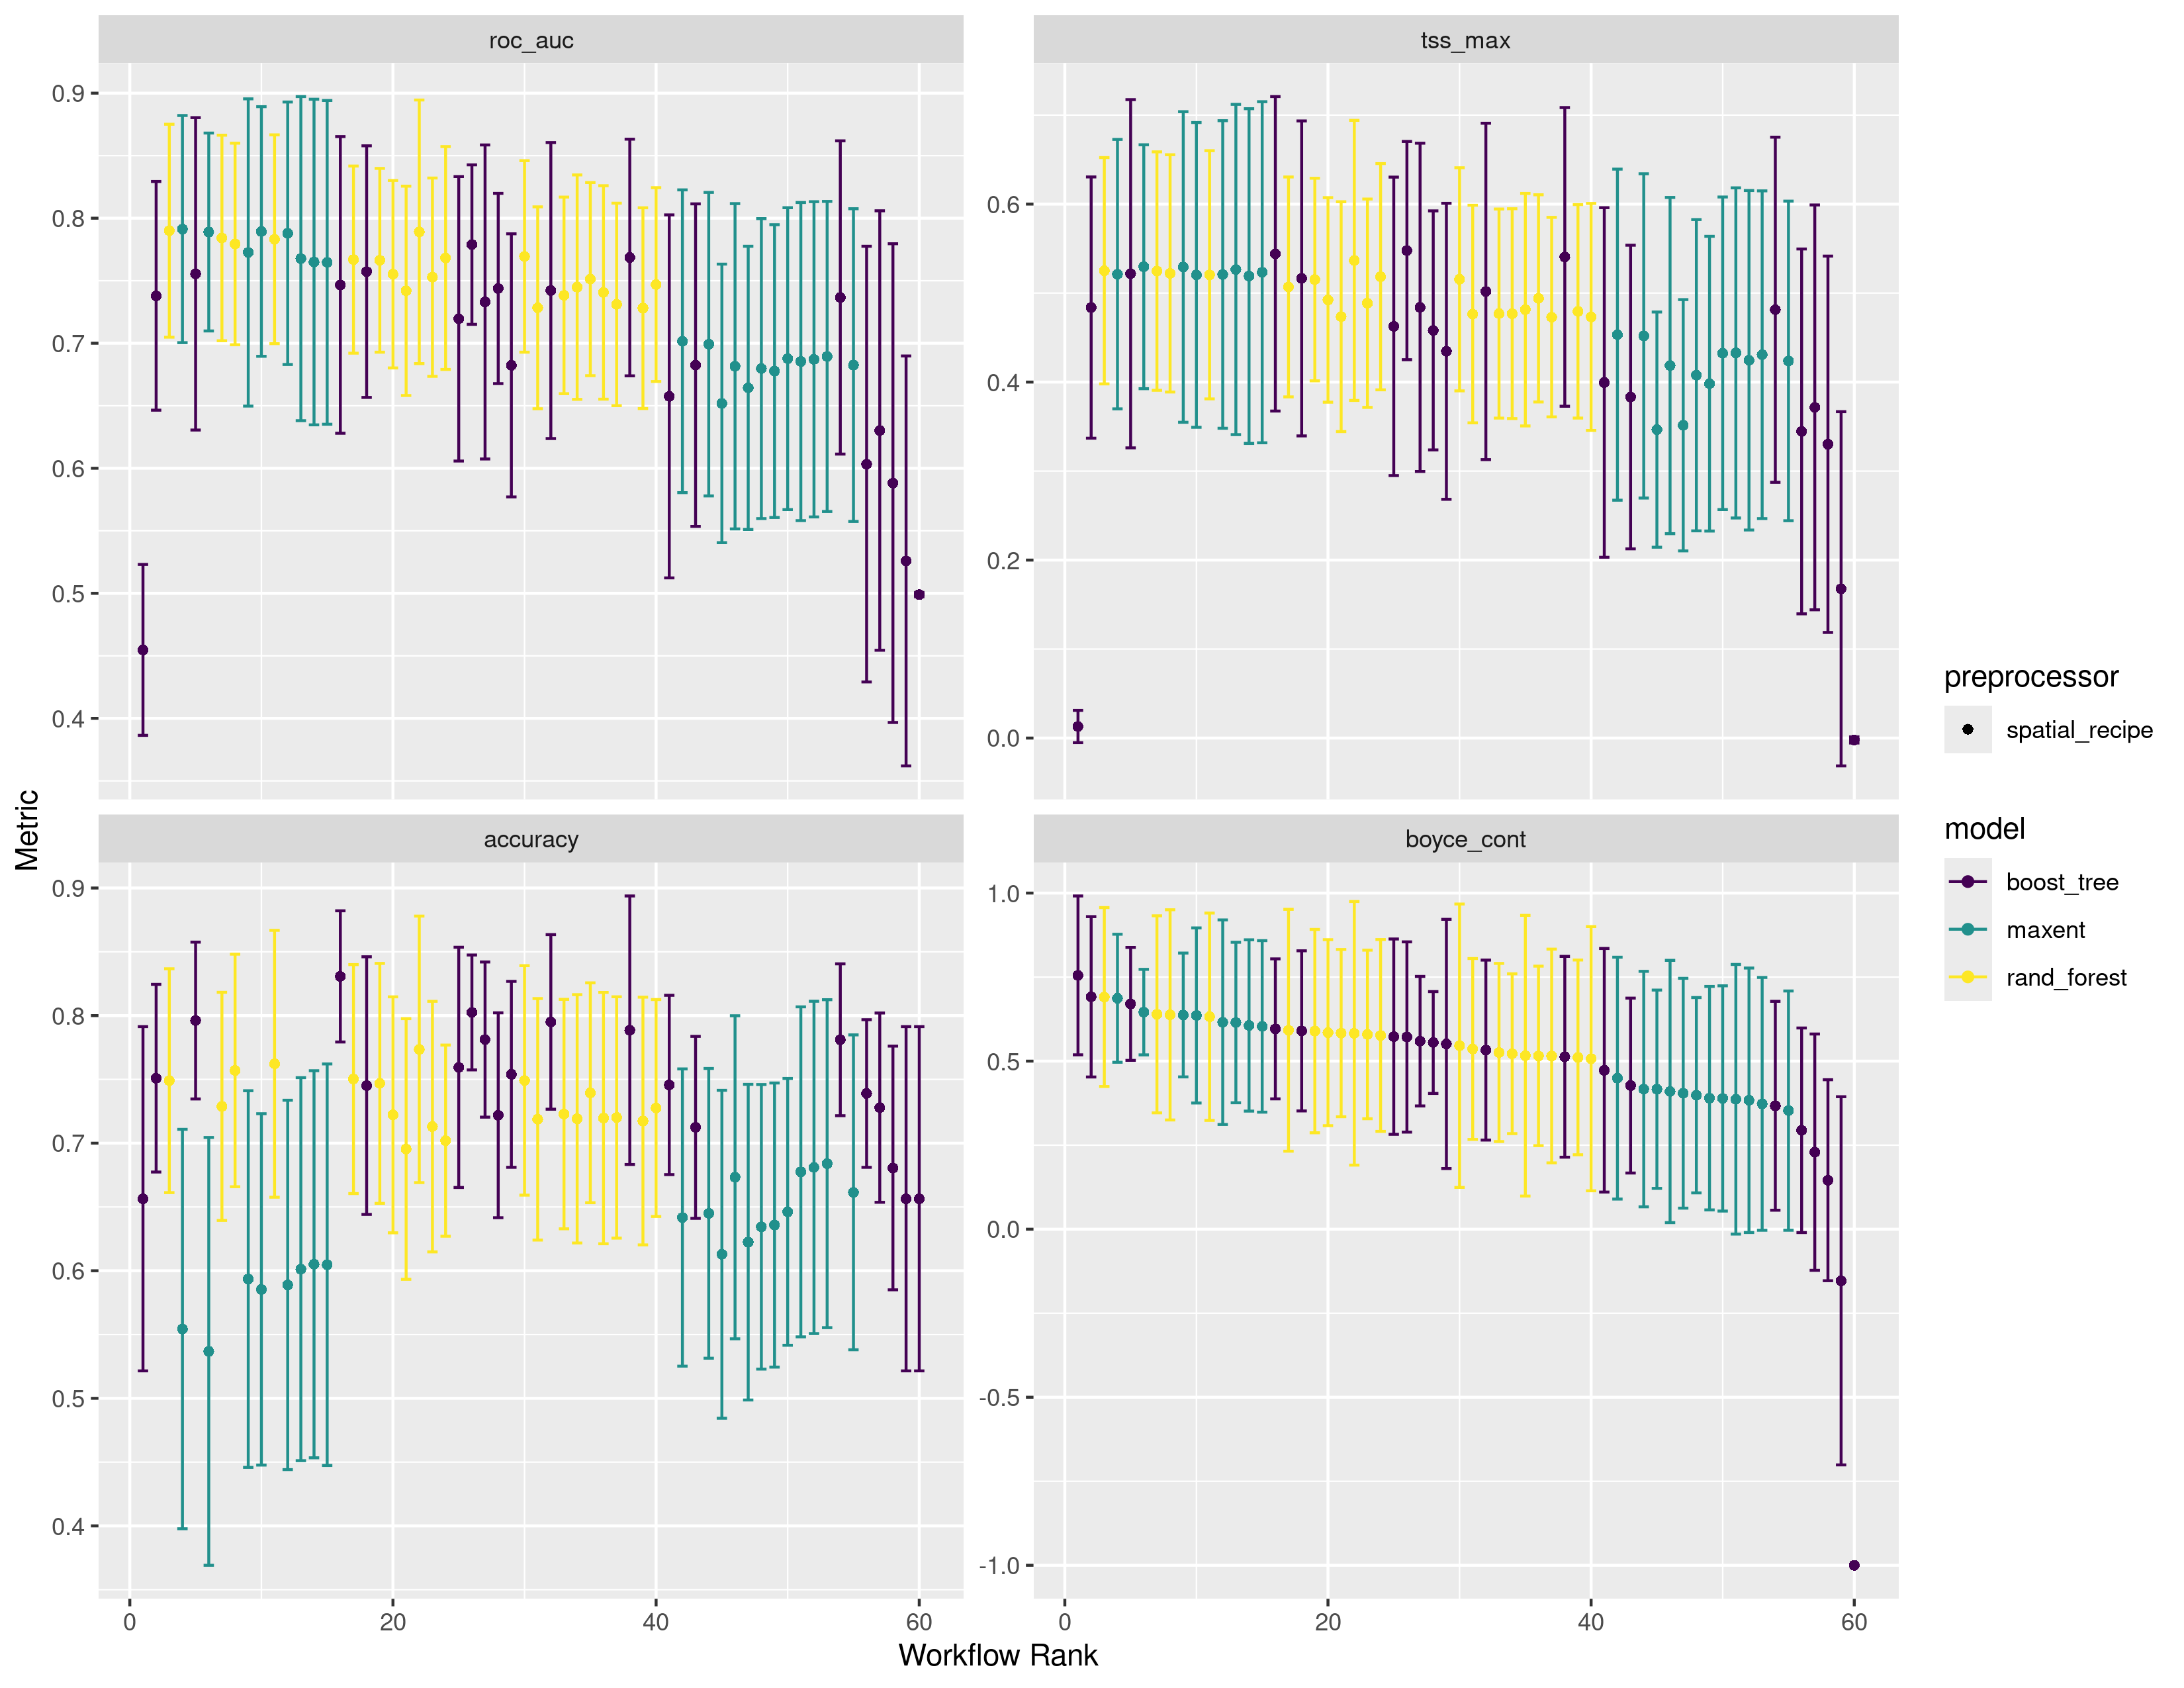 roc_auc
tss_max
0.9
0.8
0.7
0.6
0.5
0.4
0.6
0.4
0.2
0.0
Metric
accuracy
boyce_cont
0.9
0.8
0.7
0.6
0.5
0.4
1.0
0.5
0.0
-0.5
-1.0
0 20 40 60
0 20 40 60
Workflow Rank
preprocessor
spatial_recipe
model
boost_tree
maxent
rand_forest